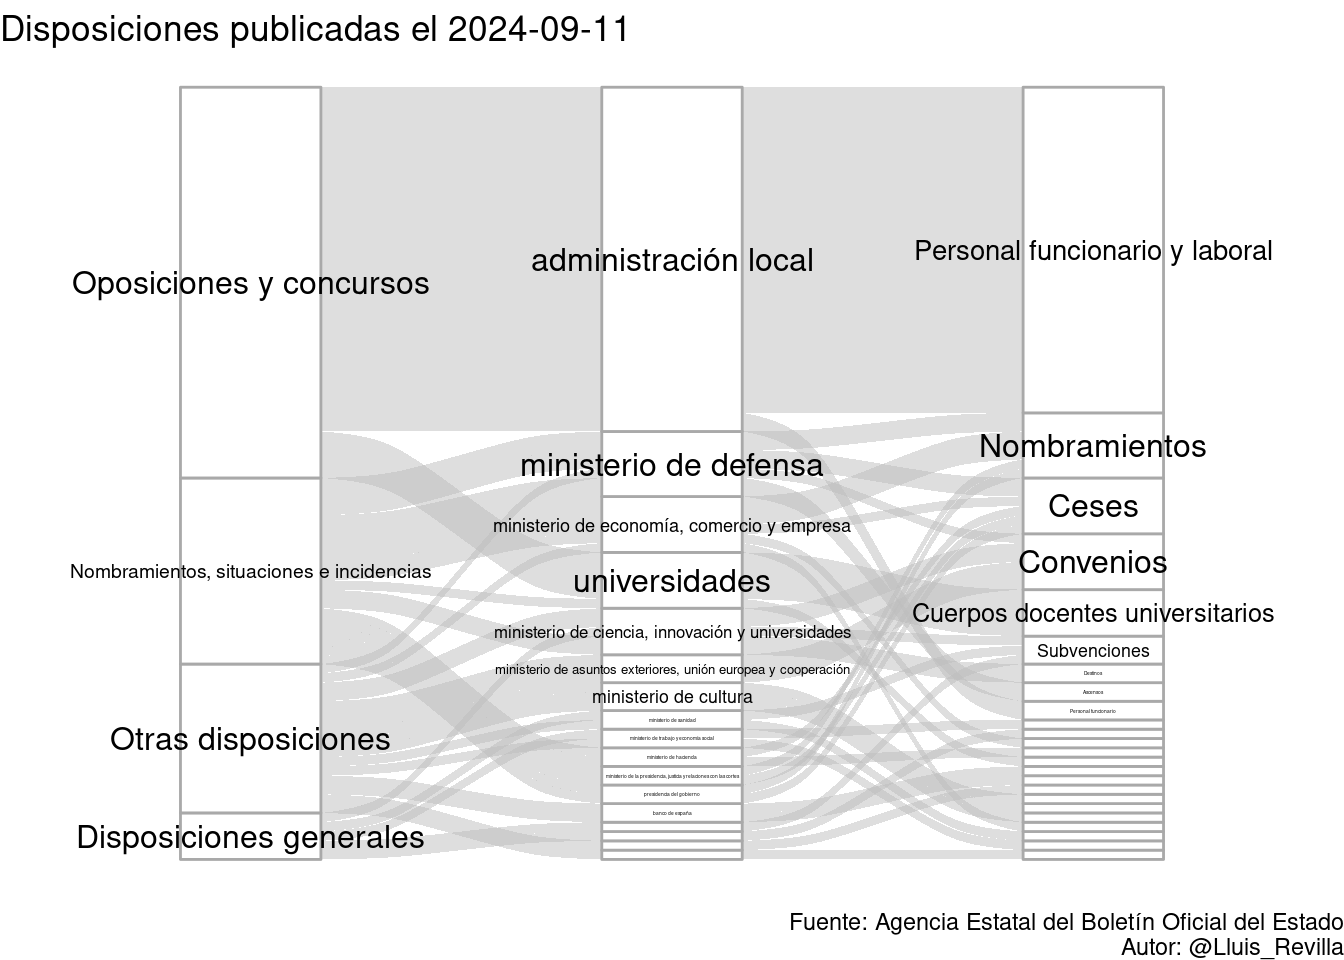 Disposiciones publicadas el 2024-09-11
Oposiciones y concursos
Nombramientos, situaciones e incidencias
Otras disposiciones
Disposiciones generales
administración local
ministerio de defensa
ministerio de economía, comercio y empresa
universidades
ministerio de ciencia, innovación y universidades
ministerio de asuntos exteriores, unión europea y cooperación
ministerio de cultura
ministerio de sanidad
ministerio de trabajo y economía social
ministerio de hacienda
ministerio de la presidencia, justicia y relaciones con las cortes
presidencia del gobierno
banco de españa
Personal funcionario y laboral
Nombramientos
Ceses
Convenios
Cuerpos docentes universitarios
Subvenciones
Destinos
Ascensos
Personal funcionario
Fuente: Agencia Estatal del Boletín Oficial del Estado
Autor: @Lluis_Revilla